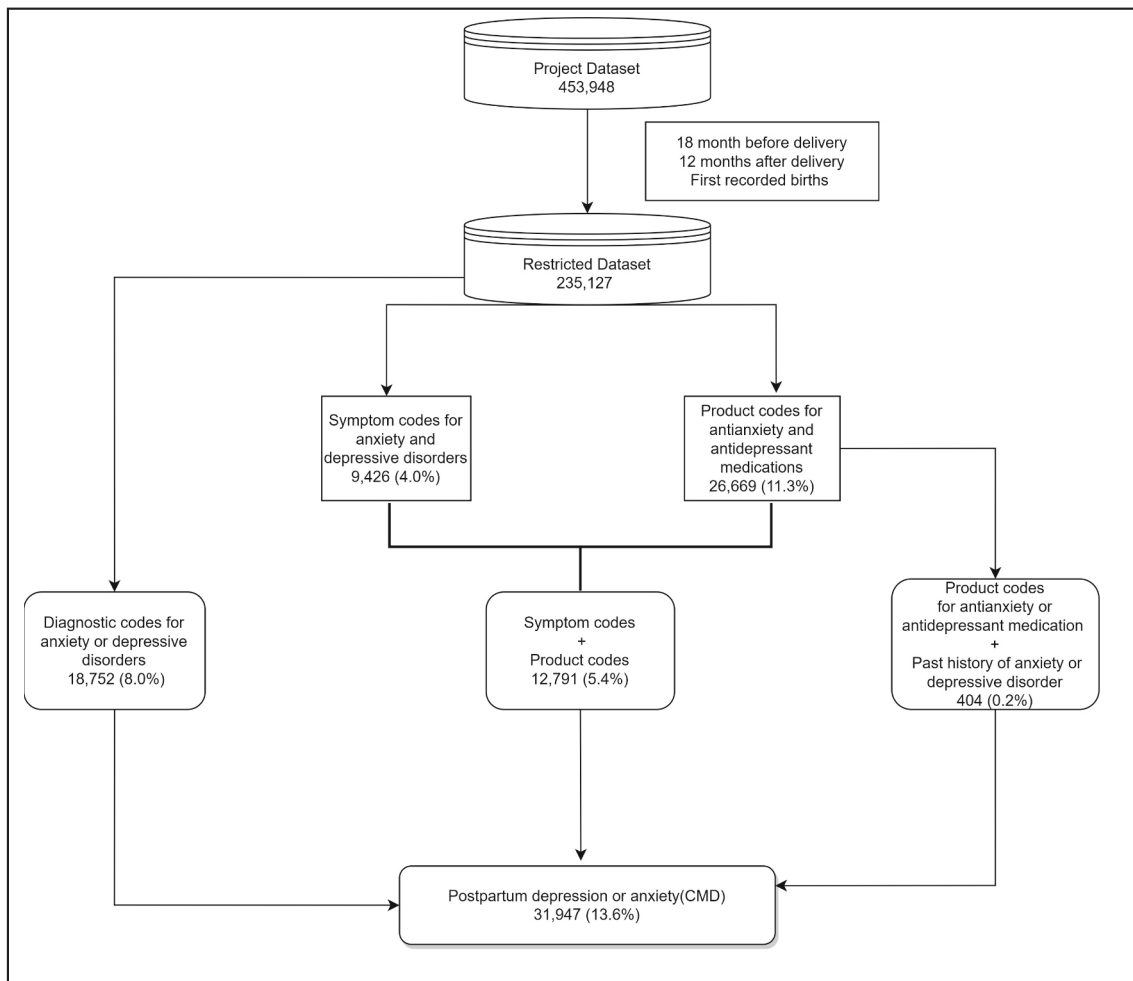 Project Dataset
453,948
18 month before delivery
12 months after delivery
First recorded births
Restricted Dataset
235,127
Symptom codes for
anxiety and
depressive disorders
9,426 (4.0%)
Product codes for
antianxiety and
antidepressant
medications
26,669 (11.3%)
Diagnostic codes for
anxiety or depressive
disorders
18,752 (8.0%)
Symptom codes
+
Product codes
12,791 (5.4%)
Product codes
for antianxiety or
antidepressant medication
+
Past history of anxiety or
depressive disorder
404 (0.2%)
Postpartum depression or anxiety(CMD)
31,947 (13.6%)